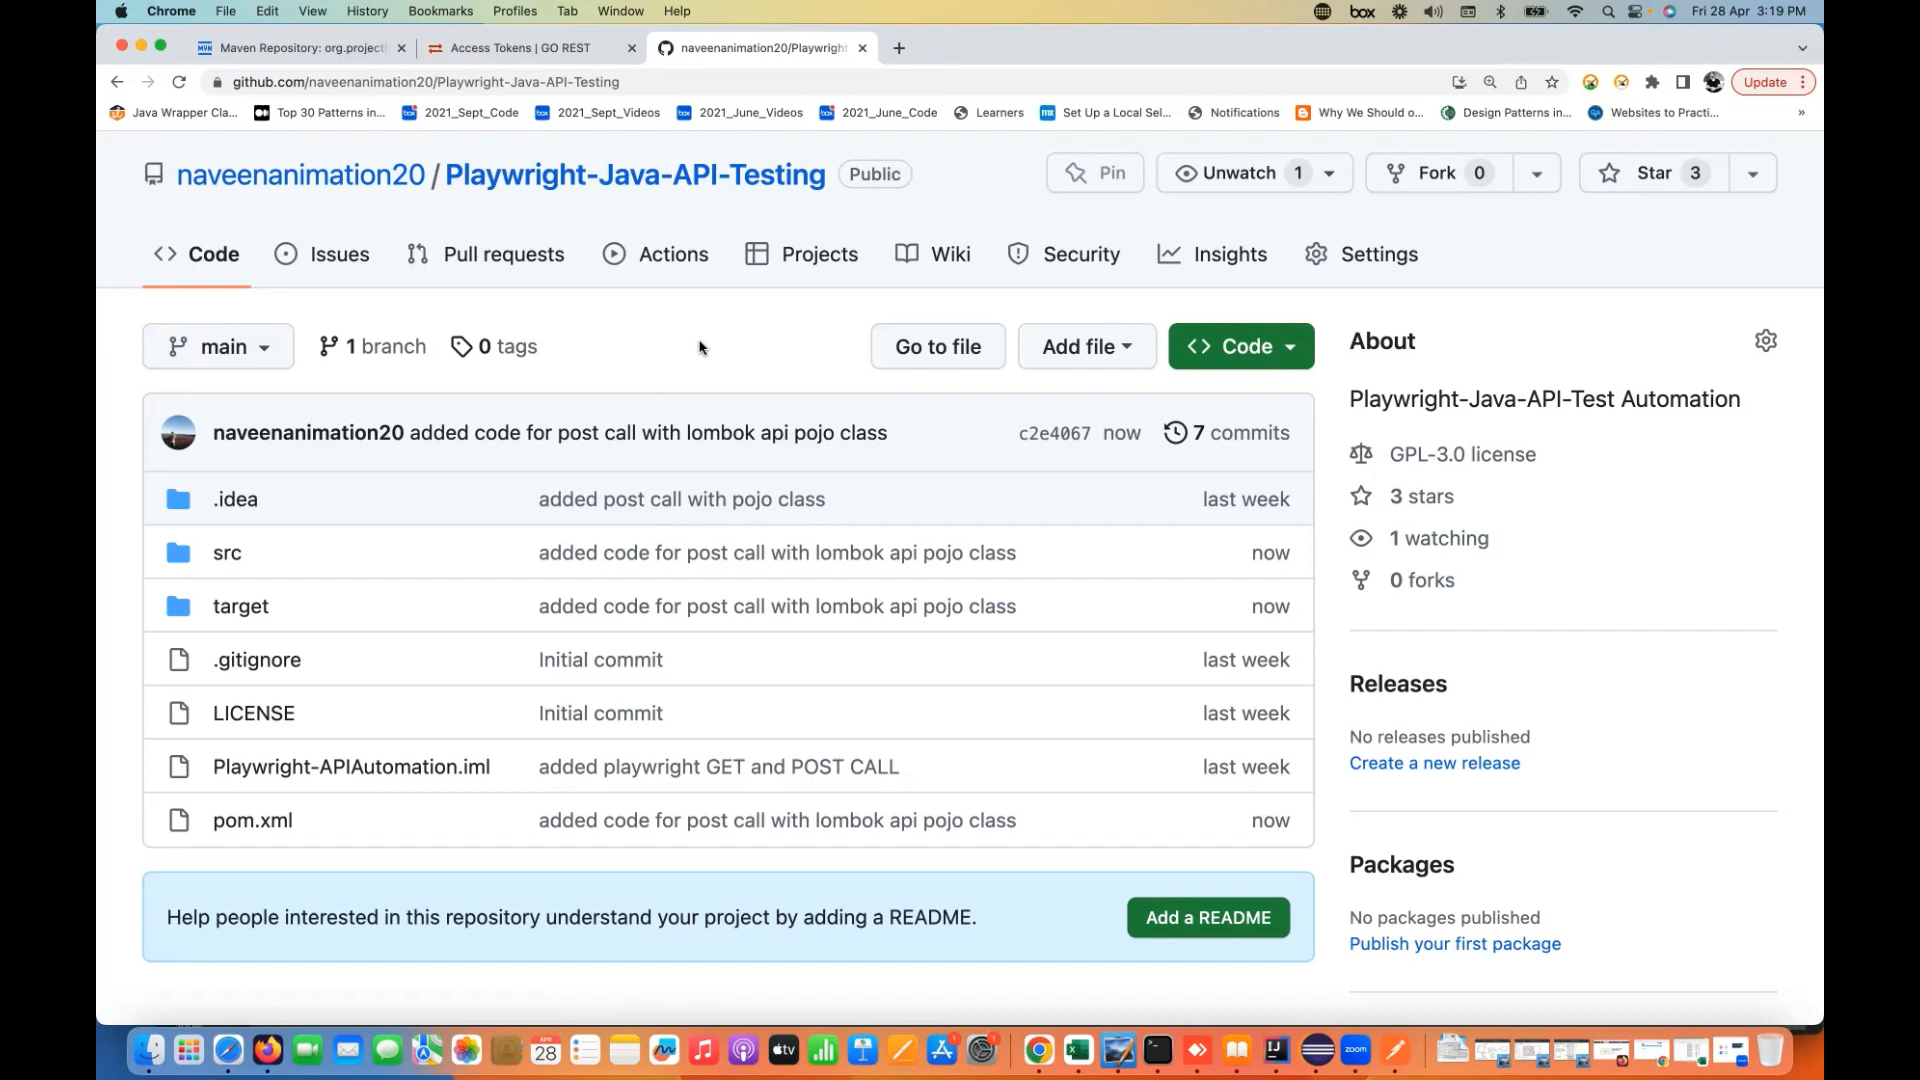 Chrome File Edit View History Bookmarks Profiles Tab Window Help box Fri 28 Apr 3:19 PM
Maven Repository: org.project Access Tokens | GO REST naveenanimation20/Playwright
github.com/naveenanimation20/Playwright-Java-API-Testing Update
Java Wrapper Cla... Top 30 Patterns in... 2021_Sept_Code 2021_Sept_Videos 2021_June_Videos 2021_June_Code Learners Set Up a Local Sel... Notifications Why We Should o... Design Patterns in... Websites to Practi... »
naveenanimation20 / Playwright-Java-API-Testing Public Pin Unwatch 1 Fork 0 Star 3
Code Issues Pull requests Actions Projects Wiki Security Insights Settings
main 1 branch 0 tags Go to file Add file Code
naveenanimation20 added code for post call with lombok api pojo class c2e4067 now 7 commits
.idea added post call with pojo class last week
src added code for post call with lombok api pojo class now
target added code for post call with lombok api pojo class now
.gitignore Initial commit last week
LICENSE Initial commit last week
Playwright-APIAutomation.iml added playwright GET and POST CALL last week
pom.xml added code for post call with lombok api pojo class now
Help people interested in this repository understand your project by adding a README. Add a README
About
Playwright-Java-API-Test Automation
GPL-3.0 license
3 stars
1 watching
0 forks
Releases
No releases published
Create a new release
Packages
No packages published
Publish your first package
APR 28 tv zoom